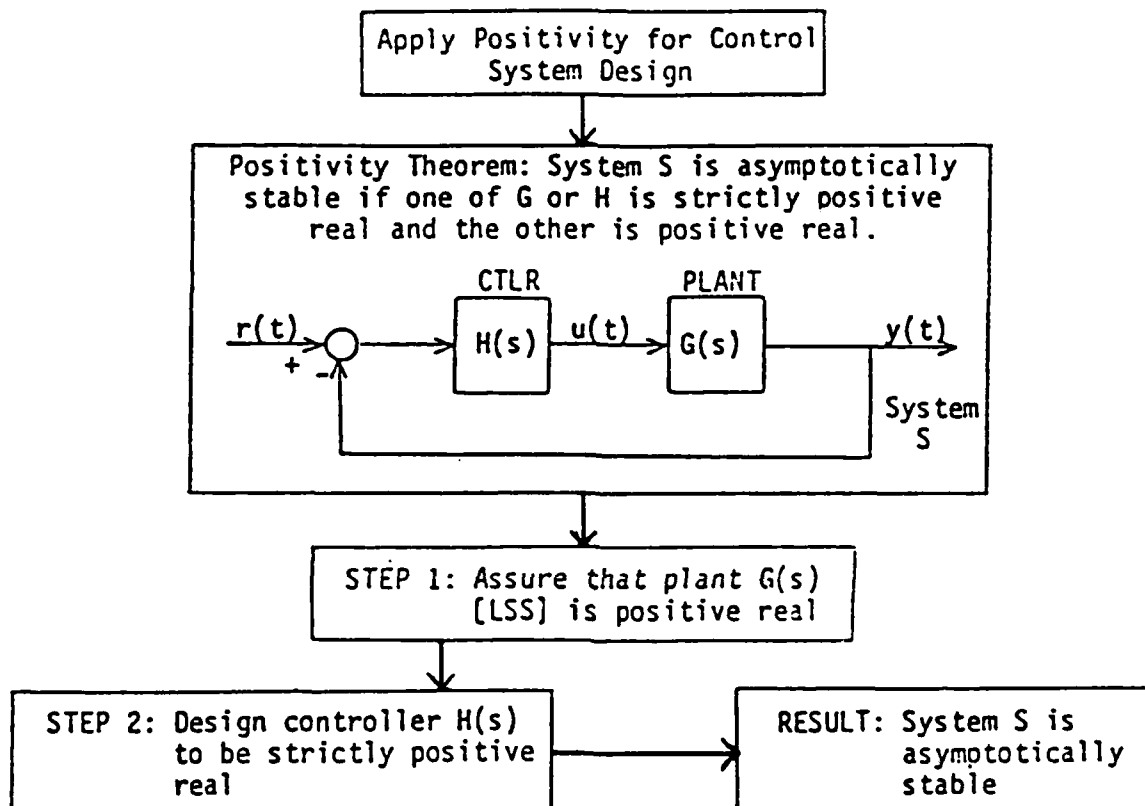 Apply Positivity for Control
System Design
Positivity Theorem: System S is asymptotically
stable if one of G or H is strictly positive
real and the other is positive real.
CTLR
PLANT
r(t)
+
-
H(s)
u(t)
G(s)
y(t)
System
S
STEP 1: Assure that plant G(s)
[LSS] is positive real
STEP 2: Design controller H(s)
to be strictly positive
real
RESULT: System S is
asymptotically
stable